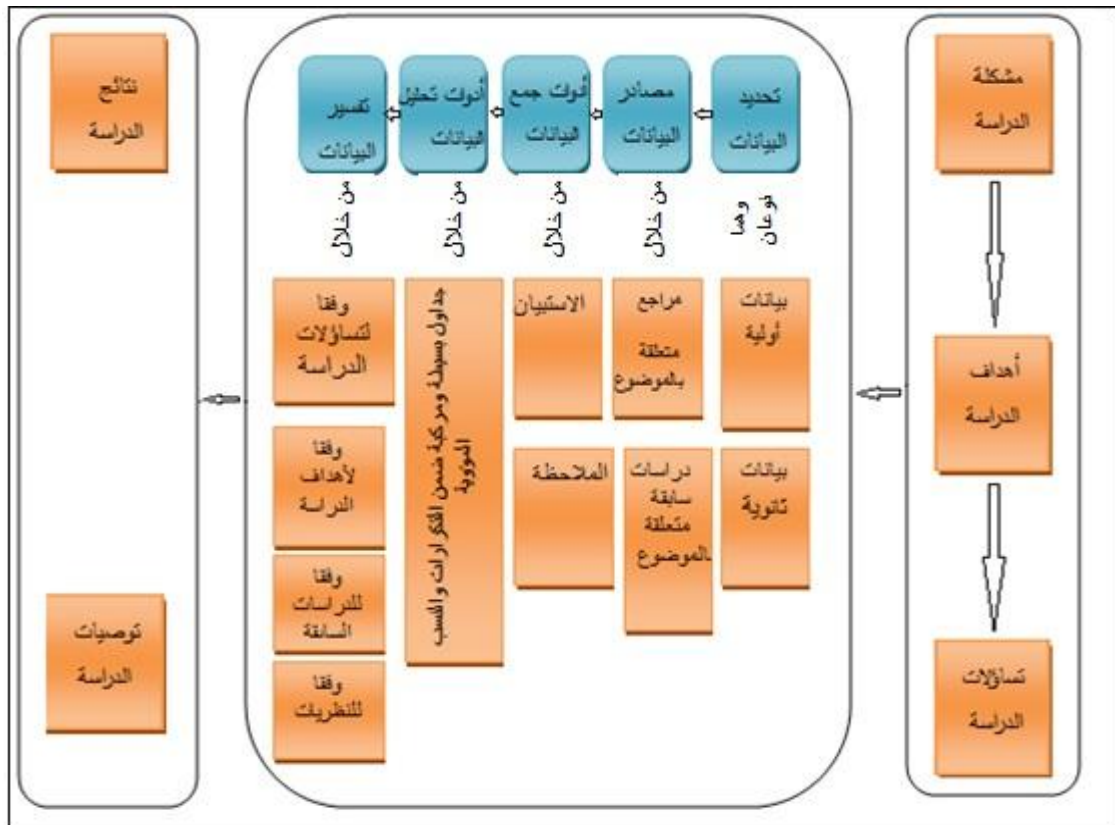 مشكلة
الدراسة
أهداف
الدراسة
تساؤلات
الدراسة
تحديد
البيانات
مصادر
البيانات
أدوات جمع
البيانات
أدوات تحليل
البيانات
تفسير
البيانات
وهما
نوعان
من خلال
من خلال
من خلال
من خلال
بيانات
أولية
بيانات
ثانوية
مراجع
متعلقة
بالموضوع
دراسات
سابقة
متعلقة
بالموضوع
الاستبيان
الملاحظة
جداول بسيطة ومركبة ضمن التكرارات والنسب
المؤوية
وفقا
لتساؤلات
الدراسة
وفقا
لأهداف
الدراسة
وفقا
للدراسات
السابقة
وفقا
للنظريات
نتائج
الدراسة
توصيات
الدراسة